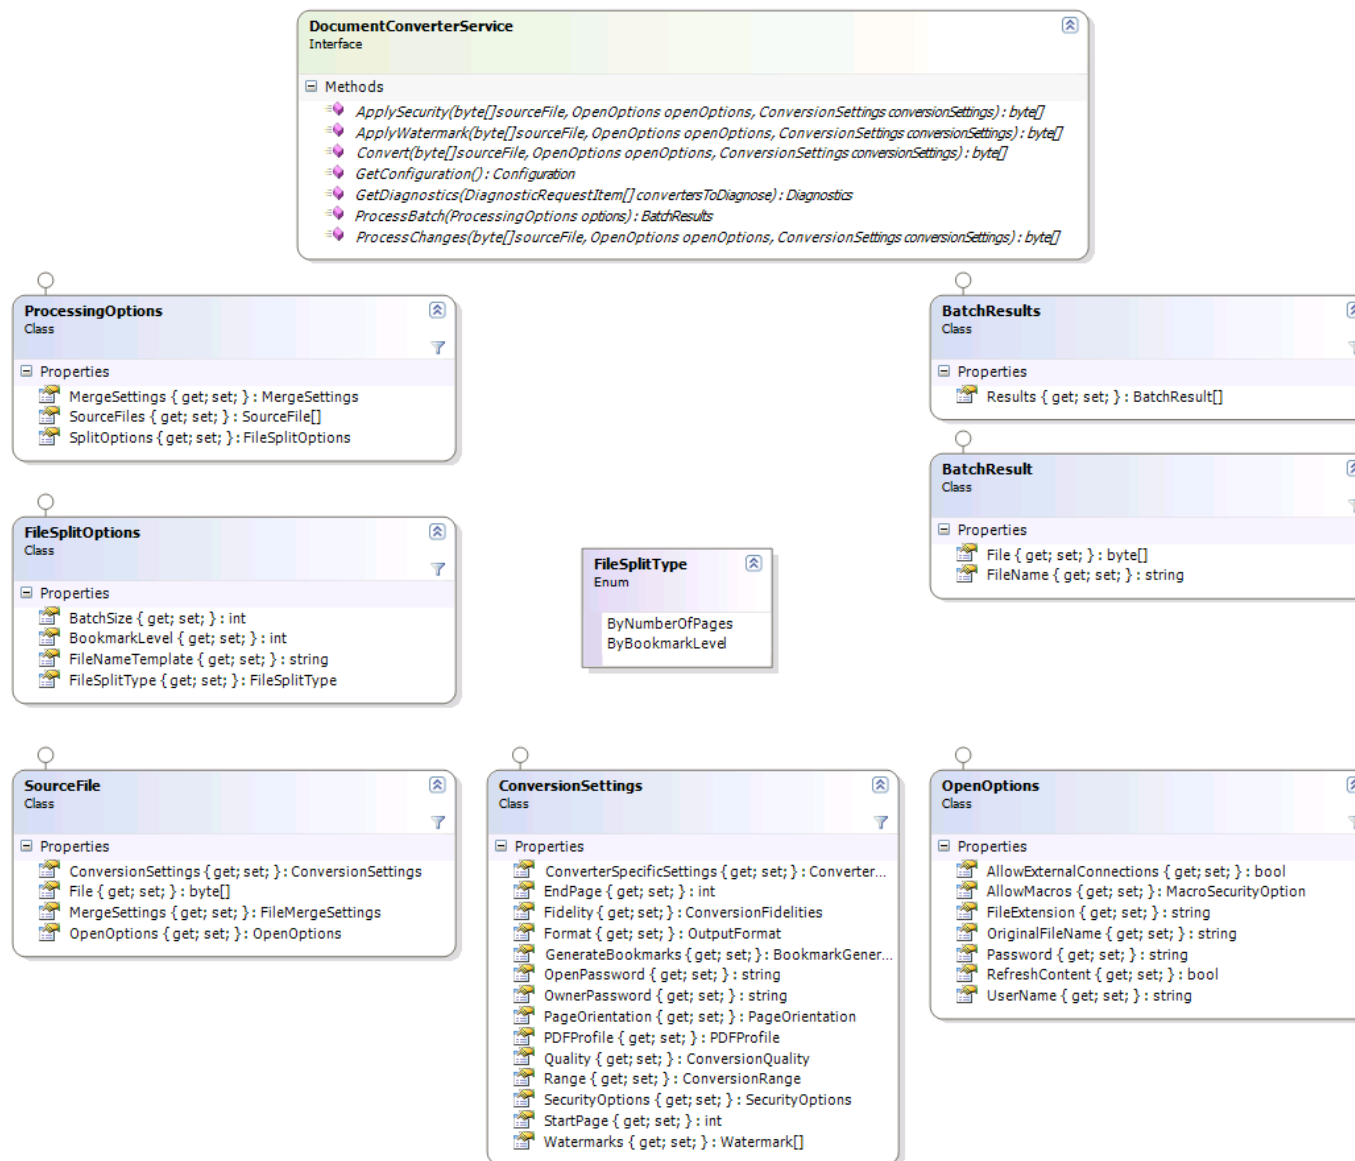 DocumentConverterService
Interface
Methods
ApplySecurity(byte[]sourceFile, OpenOptions openOptions, ConversionSettings conversionSettings) : byte[]
ApplyWatermark(byte[]sourceFile, OpenOptions openOptions, ConversionSettings conversionSettings) : byte[]
Convert(byte[]sourceFile, OpenOptions openOptions, ConversionSettings conversionSettings) : byte[]
GetConfiguration() : Configuration
GetDiagnostics(DiagnosticRequestItem[] convertersToDiagnose) : Diagnostics
ProcessBatch(ProcessingOptions options) : BatchResults
ProcessChanges(byte[]sourceFile, OpenOptions openOptions, ConversionSettings conversionSettings) : byte[]
ProcessingOptions
Class
Properties
MergeSettings { get; set; } : MergeSettings
SourceFiles { get; set; } : SourceFile[]
SplitOptions { get; set; } : FileSplitOptions
BatchResults
Class
Properties
Results { get; set; } : BatchResult[]
BatchResult
Class
Properties
File { get; set; } : byte[]
FileName { get; set; } : string
FileSplitOptions
Class
Properties
BatchSize { get; set; } : int
BookmarkLevel { get; set; } : int
FileNameTemplate { get; set; } : string
FileSplitType { get; set; } : FileSplitType
FileSplitType
Enum
ByNumberOfPages
ByBookmarkLevel
SourceFile
Class
Properties
ConversionSettings { get; set; } : ConversionSettings
File { get; set; } : byte[]
MergeSettings { get; set; } : FileMergeSettings
OpenOptions { get; set; } : OpenOptions
ConversionSettings
Class
Properties
ConverterSpecificSettings { get; set; } : Converter...
EndPage { get; set; } : int
Fidelity { get; set; } : ConversionFidelities
Format { get; set; } : OutputFormat
GenerateBookmarks { get; set; } : BookmarkGener...
OpenPassword { get; set; } : string
OwnerPassword { get; set; } : string
PageOrientation { get; set; } : PageOrientation
PDFProfile { get; set; } : PDFProfile
Quality { get; set; } : ConversionQuality
Range { get; set; } : ConversionRange
SecurityOptions { get; set; } : SecurityOptions
StartPage { get; set; } : int
Watermarks { get; set; } : Watermark[]
OpenOptions
Class
Properties
AllowExternalConnections { get; set; } : bool
AllowMacros { get; set; } : MacroSecurityOption
FileExtension { get; set; } : string
OriginalFileName { get; set; } : string
Password { get; set; } : string
RefreshContent { get; set; } : bool
UserName { get; set; } : string